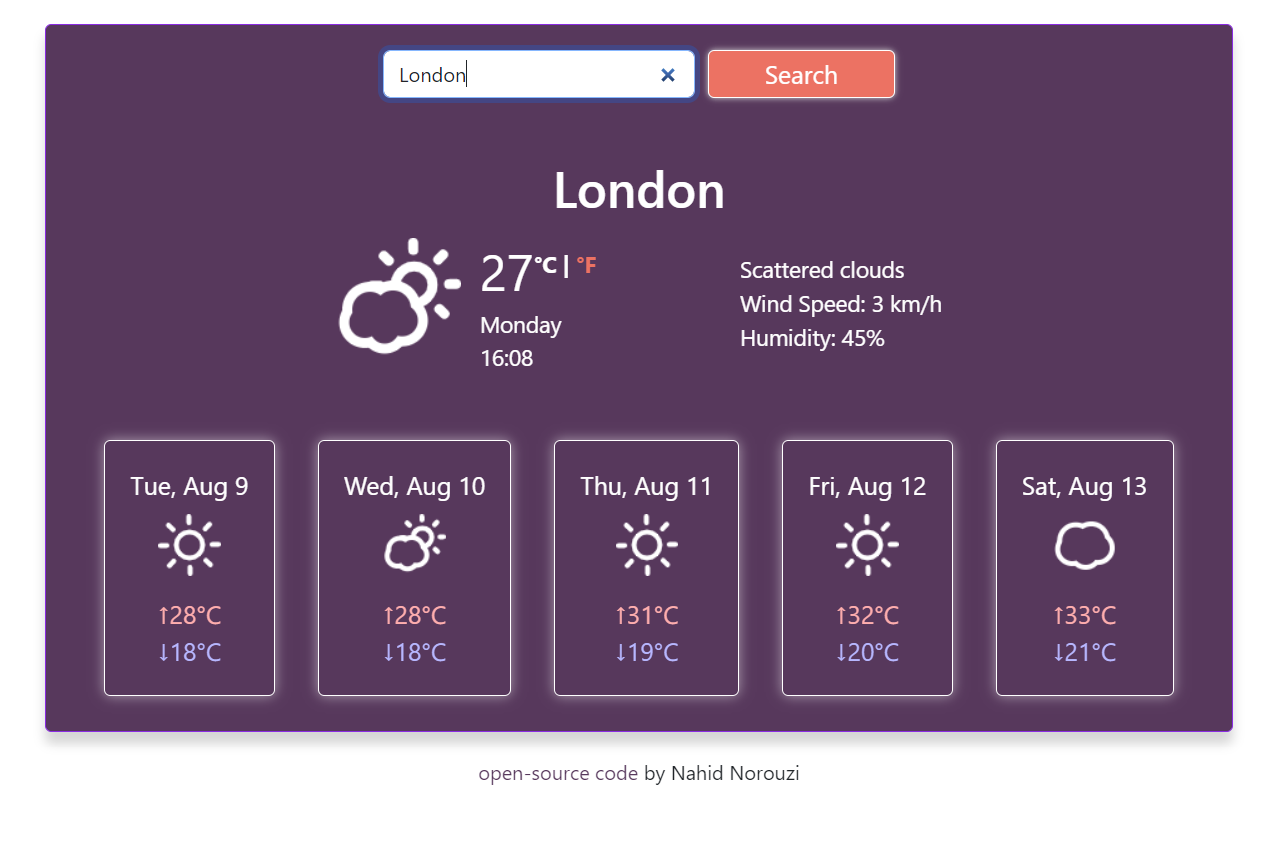 London
Search
London
27°C | °F
Monday
16:08
Scattered clouds
Wind Speed: 3 km/h
Humidity: 45%
Tue, Aug 9
↑28°C
↓18°C
Wed, Aug 10
↑28°C
↓18°C
Thu, Aug 11
↑31°C
↓19°C
Fri, Aug 12
↑32°C
↓20°C
Sat, Aug 13
↑33°C
↓21°C
open-source code by Nahid Norouzi